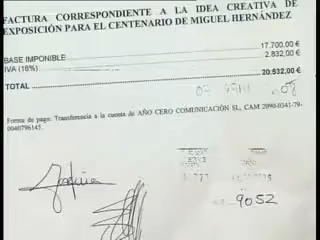 FACTURA CORRESPONDIENTE A LA IDEA CREATIVA DE
EXPOSICIÓN PARA EL CENTENARIO DE MIGUEL HERNÁNDEZ
BASE IMPONIBLE 17.700,00 €
IVA (16%) 2.832,00 €
TOTAL 20.532,00 €
Forma de pago: Transferencia a la cuenta de AÑO CERO COMUNICACIÓN SL, CAM 2090-0341-79-
0040796145.
9052